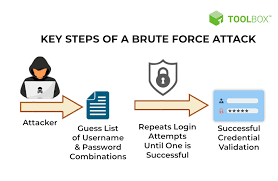 TOOLBOX
KEY STEPS OF A BRUTE FORCE ATTACK
Attacker
Guess List
of Username
& Password
Combinations
Repeats Login
Attempts
Until One is
Successful
Successful
Credential
Validation